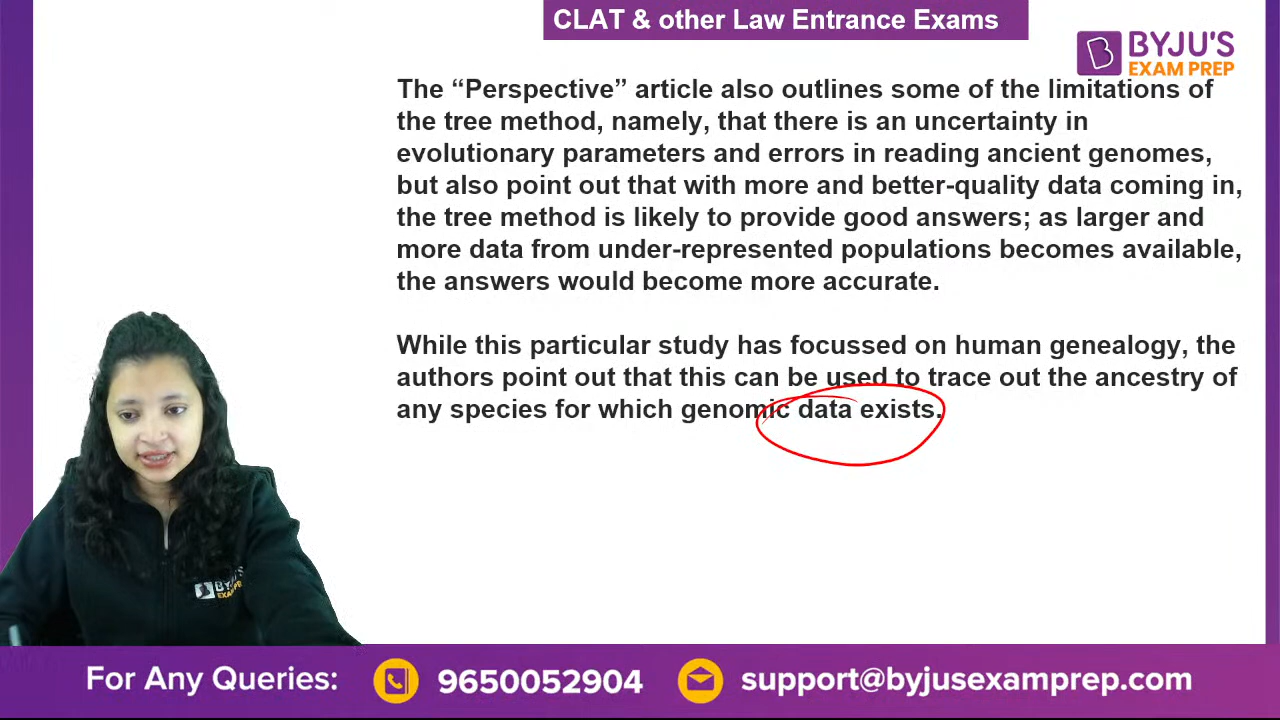 CLAT & other Law Entrance Exams
BYJU'S
EXAM PREP
The “Perspective” article also outlines some of the limitations of
the tree method, namely, that there is an uncertainty in
evolutionary parameters and errors in reading ancient genomes,
but also point out that with more and better-quality data coming in,
the tree method is likely to provide good answers; as larger and
more data from under-represented populations becomes available,
the answers would become more accurate.
While this particular study has focussed on human genealogy, the
authors point out that this can be used to trace out the ancestry of
any species for which genomic data exists.
BYJU'S
EXAM PREP
For Any Queries:
9650052904
support@byjusexamprep.com